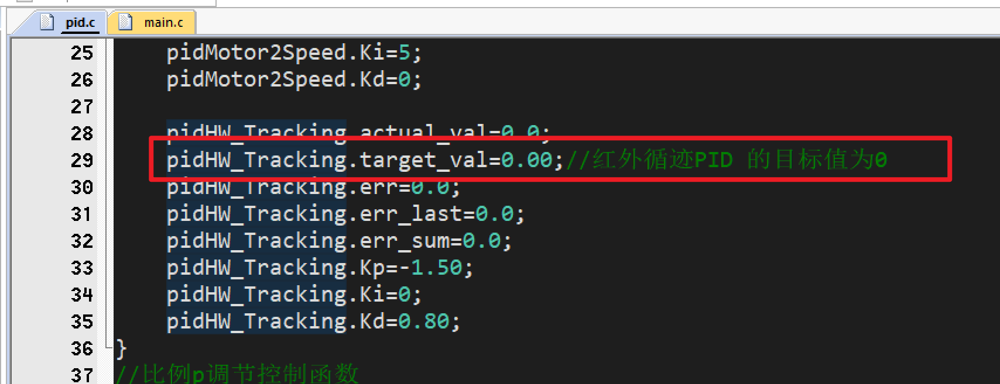 pid.c main.c
25 pidMotor2Speed.Ki=5;
26 pidMotor2Speed.Kd=0;
27
28 pidHW_Tracking.actual_val=0.0;
29 pidHW_Tracking.target_val=0.00;//红外循迹PID 的目标值为0
30 pidHW_Tracking.err=0.0;
31 pidHW_Tracking.err_last=0.0;
32 pidHW_Tracking.err_sum=0.0;
33 pidHW_Tracking.Kp=-1.50;
34 pidHW_Tracking.Ki=0;
35 pidHW_Tracking.Kd=0.80;
36 }
37 //比例p调节控制函数